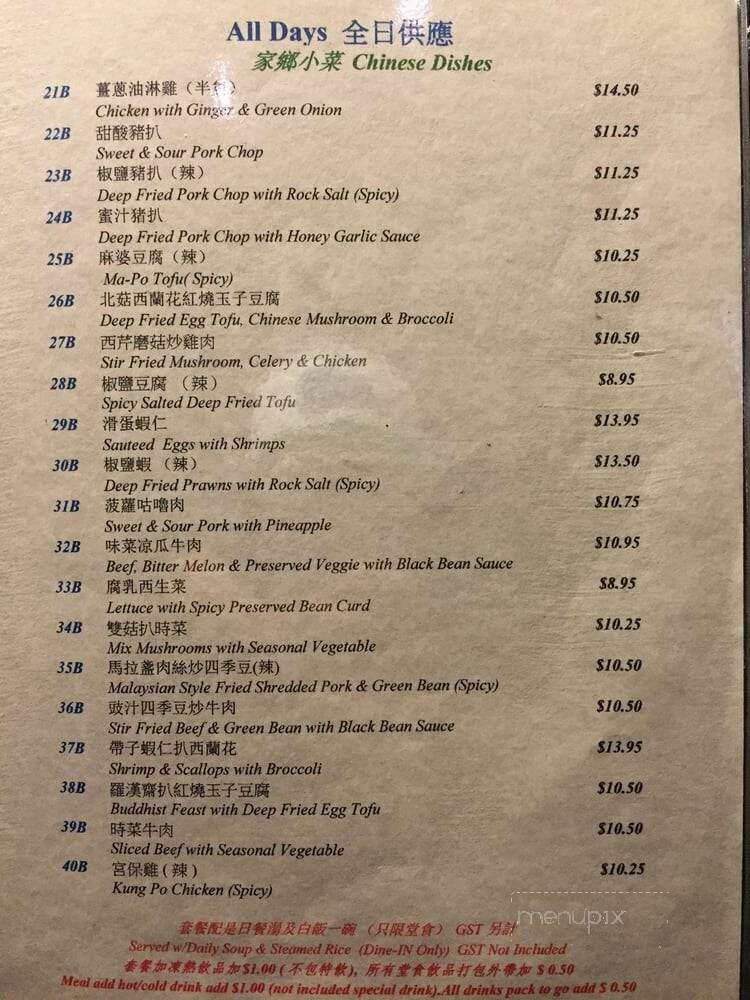 All Days 全日供應
家鄉小菜 Chinese Dishes
21B 薑蔥油淋雞（半隻） $14.50
Chicken with Ginger & Green Onion
22B 甜酸豬扒 $11.25
Sweet & Sour Pork Chop
23B 椒鹽豬扒（辣） $11.25
Deep Fried Pork Chop with Rock Salt (Spicy)
24B 蜜汁豬扒 $11.25
Deep Fried Pork Chop with Honey Garlic Sauce
25B 麻婆豆腐（辣） $10.25
Ma-Po Tofu( Spicy)
26B 北菇西蘭花紅燒玉子豆腐 $10.50
Deep Fried Egg Tofu, Chinese Mushroom & Broccoli
27B 西芹磨菇炒雞肉 $10.50
Stir Fried Mushroom, Celery & Chicken
28B 椒鹽豆腐 （辣） $8.95
Spicy Salted Deep Fried Tofu
29B 滑蛋蝦仁 $13.95
Sauteed Eggs with Shrimps
30B 椒鹽蝦 （辣） $13.50
Deep Fried Prawns with Rock Salt (Spicy)
31B 菠蘿咕嚕肉 $10.75
Sweet & Sour Pork with Pineapple
32B 味菜凉瓜牛肉 $10.95
Beef, Bitter Melon & Preserved Veggie with Black Bean Sauce
33B 腐乳西生菜 $8.95
Lettuce with Spicy Preserved Bean Curd
34B 雙菇扒時菜 $10.25
Mix Mushrooms with Seasonal Vegetable
35B 馬拉盞肉絲炒四季豆(辣) $10.50
Malaysian Style Fried Shredded Pork & Green Bean (Spicy)
36B 豉汁四季豆炒牛肉 $10.50
Stir Fried Beef & Green Bean with Black Bean Sauce
37B 帶子蝦仁扒西蘭花 $13.95
Shrimp & Scallops with Broccoli
38B 羅漢齋扒紅燒玉子豆腐 $10.50
Buddhist Feast with Deep Fried Egg Tofu
39B 時菜牛肉 $10.50
Sliced Beef with Seasonal Vegetable
40B 宮保雞 ( 辣 ) $10.25
Kung Po Chicken (Spicy)
menupix
套餐配是日餐湯及白飯一碗 （只限堂食） GST 另計
Served w/Daily Soup & Steamed Rice (Dine-IN Only) GST Not Included
套餐加凍熱飲品加$1.00 ( 不包特飲), 所有堂食飲品打包外帶加 $ 0.50
Meal add hot/cold drink add $1.00 (not included special drink).All drinks pack to go add $ 0.50